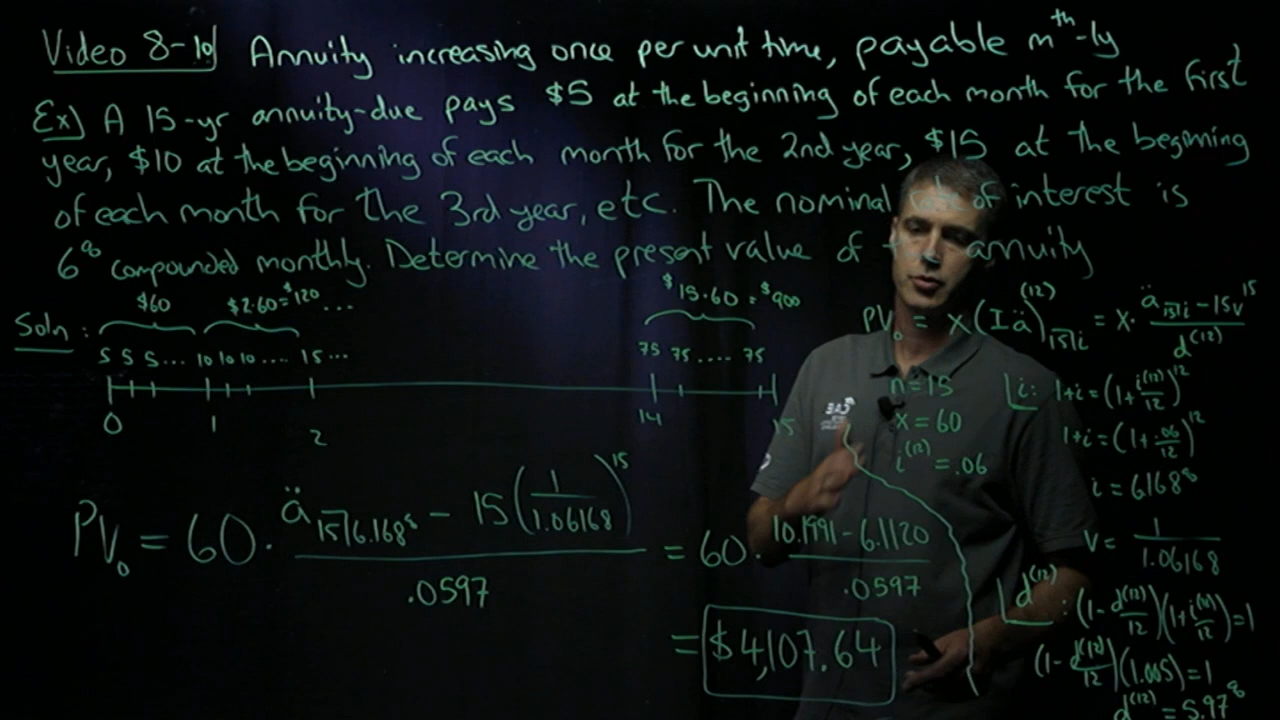 Video 8-10 Annuity increasing once per unit time, payable mᵗʰ-ly
Ex) A 15-yr annuity-due pays $5 at the beginning of each month for the first
year, $10 at the beginning of each month for the 2nd year, $15 at the beginning
of each month for the 3rd year, etc. The nominal of interest is
6% compounded monthly. Determine the present value of annuity
Soln:
$60 $2·60=$120 ... $15·60=$900
5 5 5... 10 10 10.... 15... 75 75.... 75
0 1 2 14 15
PV₀ = X(Iä)⁽¹²⁾ 15⌉i = X· (ä15⌉i − 15v¹⁵) / d⁽¹²⁾
n=15
X=60
i⁽¹²⁾=.06
i: 1+i=(1+i⁽¹²⁾/12)¹²
1+i=(1+.06/12)¹²
i=6.168%
V= 1/1.06168
d⁽¹²⁾: (1-d⁽¹²⁾/12)(1+i⁽¹²⁾/12)=1
(1-d⁽¹²⁾/12)(1.005)=1
d⁽¹²⁾=5.97%
PV₀ = 60· (ä15⌉6.168% − 15(1/1.06168)¹⁵) / .0597 = 60· (10.1991−6.1120) / .0597
= $4,107.64